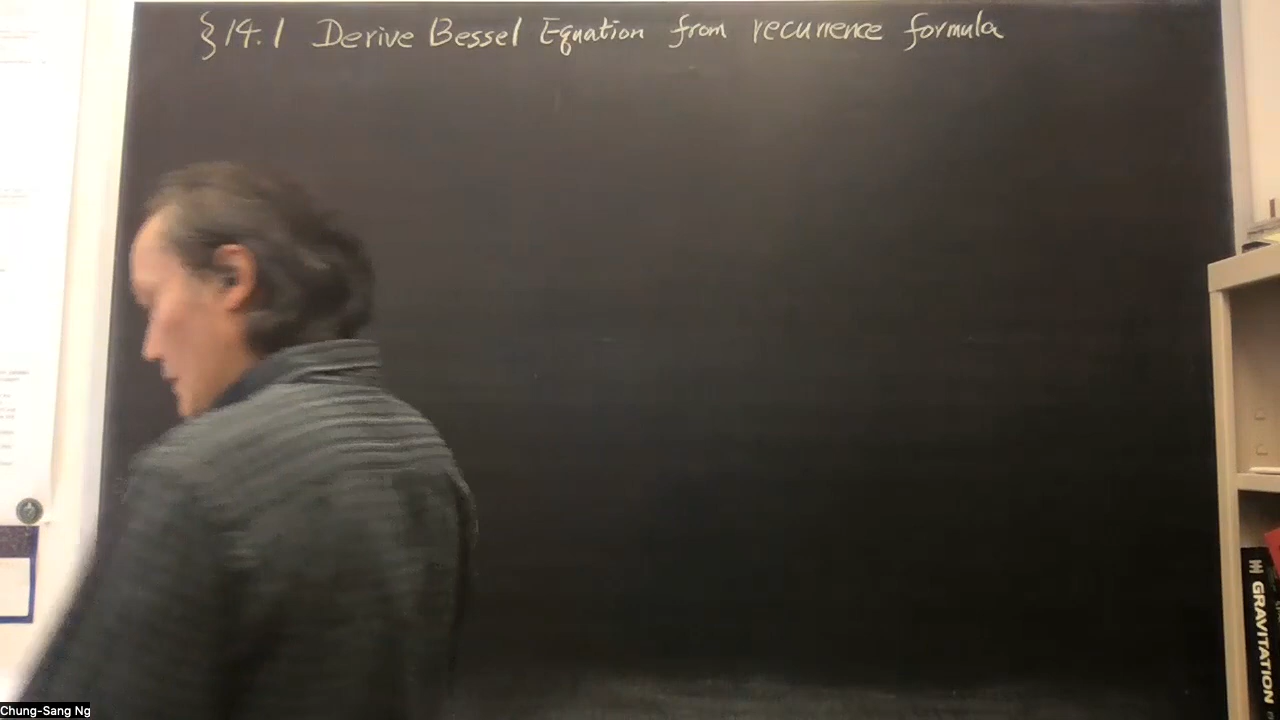 § 14.1 Derive Bessel Equation from recurrence formula
GRAVITATION
Chung-Sang Ng